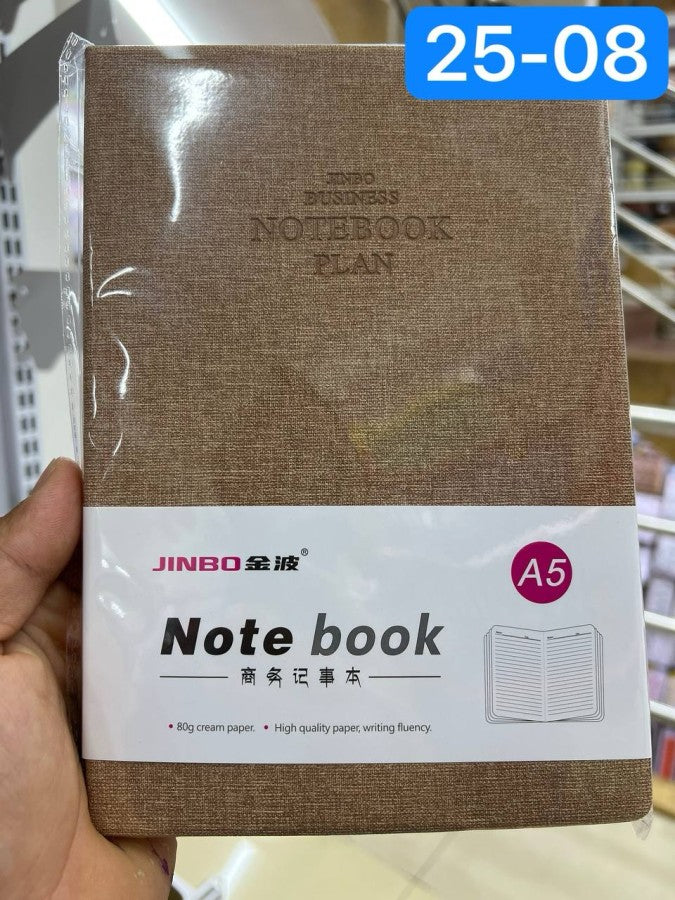 25-08
JINBO
BUSINESS
NOTEBOOK
PLAN
JINBO金波®
A5
Note book
商务记事本
• 80g cream paper. • High quality paper, writing fluency.